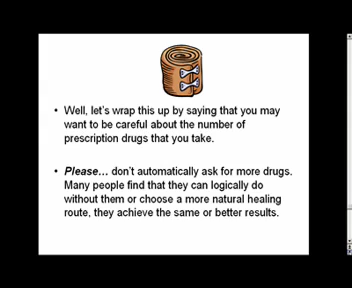 • Well, let's wrap this up by saying that you may
want to be careful about the number of
prescription drugs that you take.
• Please… don't automatically ask for more drugs.
Many people find that they can logically do
without them or choose a more natural healing
route, they achieve the same or better results.